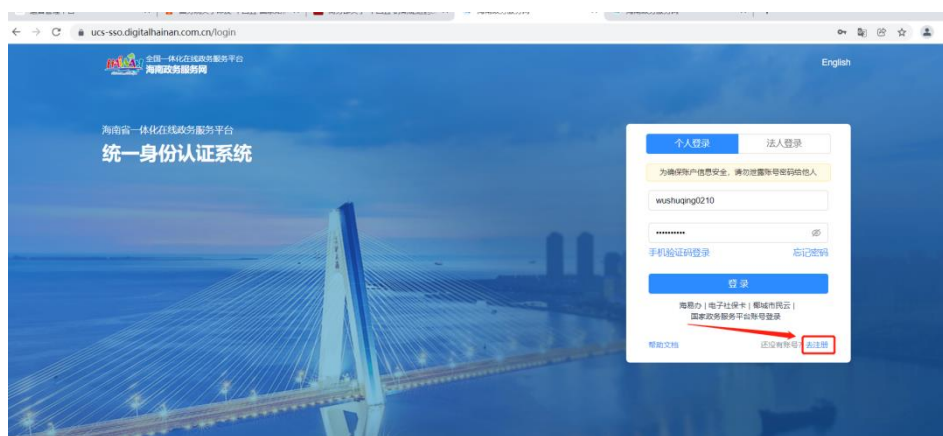 ucs-sso.digitalhainan.com.cn/login
全国一体化在线政务服务平台
海南政务服务网
English
海南省一体化在线政务服务平台
统一身份认证系统
个人登录
法人登录
为确保账户信息安全，请勿泄露账号密码给他人
wushuqing0210
••••••••••
手机验证码登录
忘记密码
登 录
海易办 | 电子社保卡 | 椰城市民云 |
国家政务服务平台账号登录
帮助文档
还没有账号？去注册